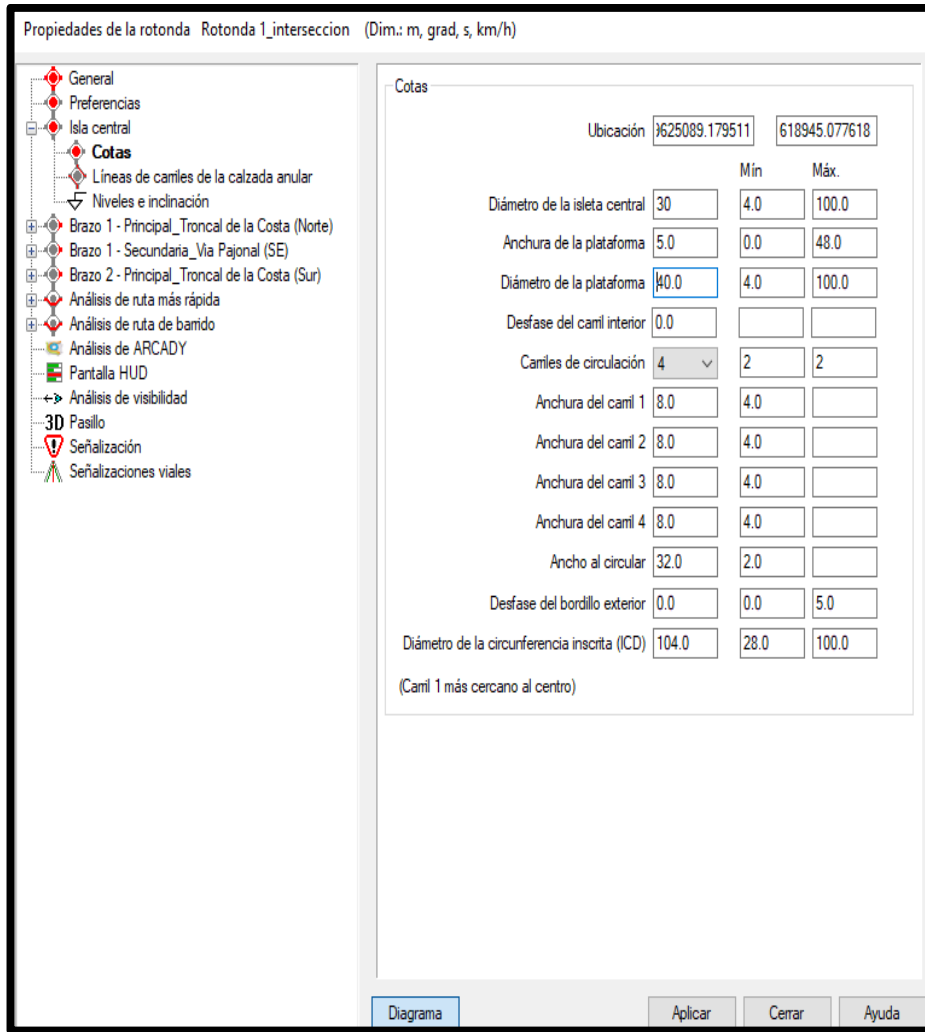 Propiedades de la rotonda Rotonda 1_interseccion (Dim.: m, grad, s, km/h)
General
Preferencias
Isla central
Cotas
Líneas de carriles de la calzada anular
Niveles e inclinación
Brazo 1 - Principal_Troncal de la Costa (Norte)
Brazo 1 - Secundaria_Via Pajonal (SE)
Brazo 2 - Principal_Troncal de la Costa (Sur)
Análisis de ruta más rápida
Análisis de ruta de barrido
Análisis de ARCADY
Pantalla HUD
Análisis de visibilidad
3D Pasillo
Señalización
Señalizaciones viales
Cotas
Ubicación 9625089.179511 618945.077618
Mín Máx.
Diámetro de la isleta central 30 4.0 100.0
Anchura de la plataforma 5.0 0.0 48.0
Diámetro de la plataforma 40.0 4.0 100.0
Desfase del carril interior 0.0
Carriles de circulación 4 2 2
Anchura del carril 1 8.0 4.0
Anchura del carril 2 8.0 4.0
Anchura del carril 3 8.0 4.0
Anchura del carril 4 8.0 4.0
Ancho al circular 32.0 2.0
Desfase del bordillo exterior 0.0 0.0 5.0
Diámetro de la circunferencia inscrita (ICD) 104.0 28.0 100.0
(Carril 1 más cercano al centro)
Diagrama Aplicar Cerrar Ayuda